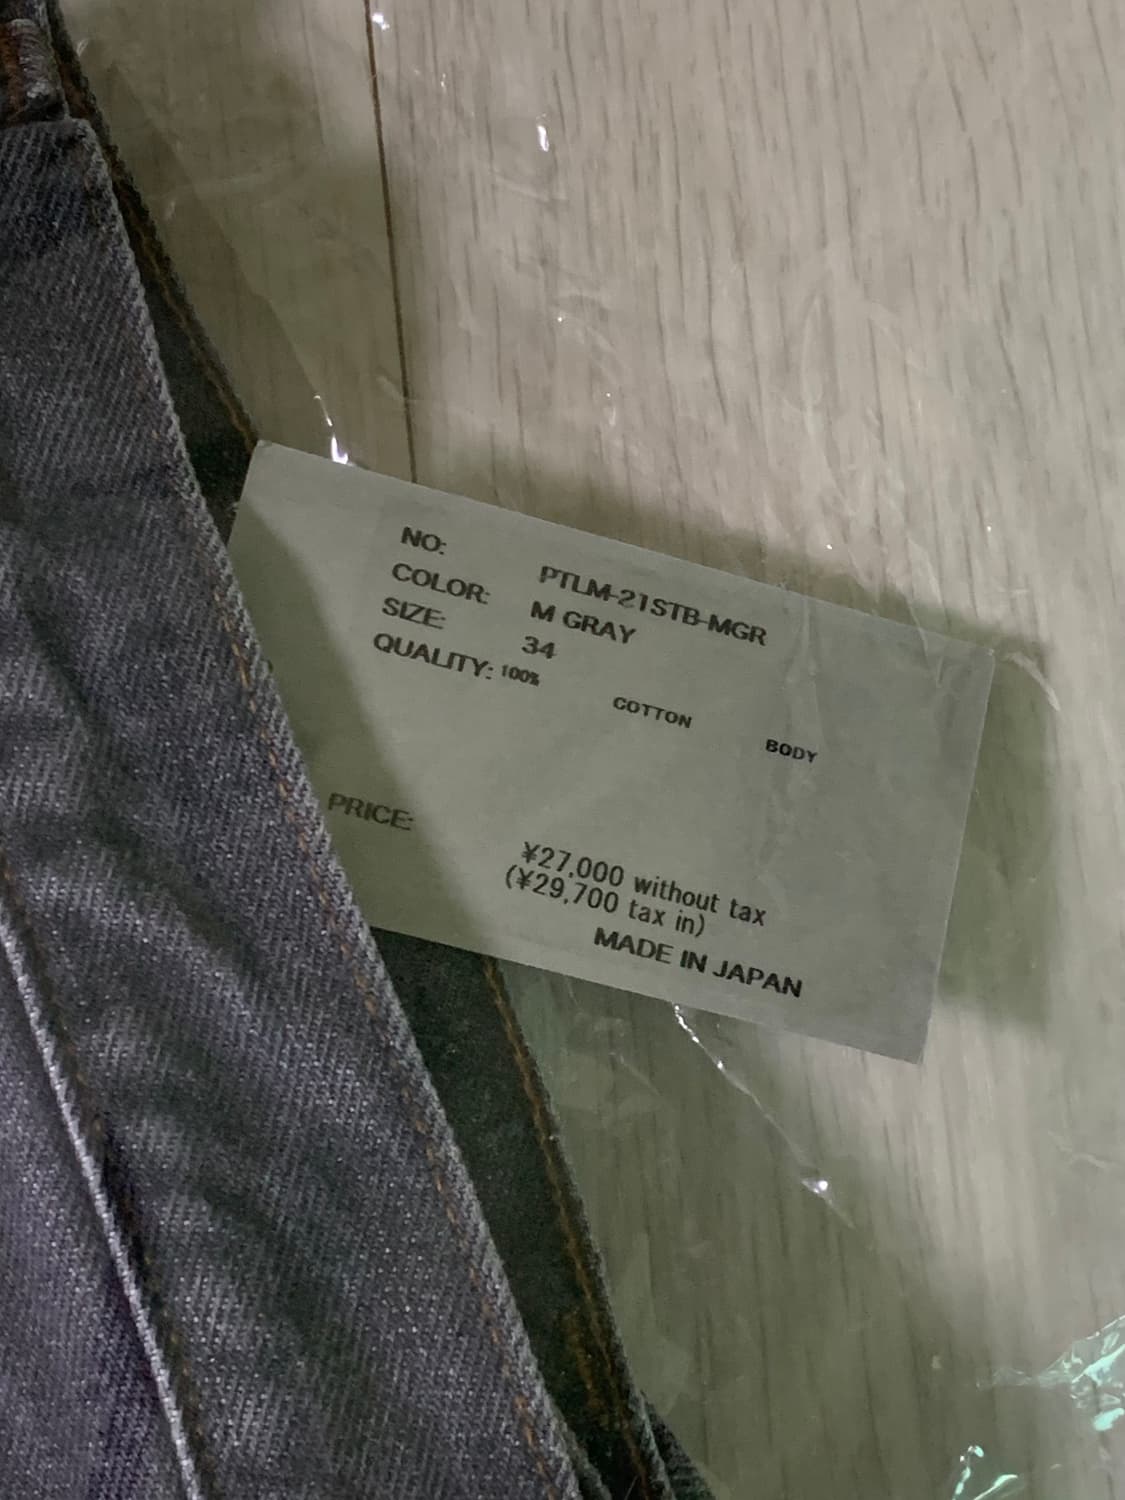 NO: PTLM-21STB-MGR
COLOR: M GRAY
SIZE: 34
QUALITY: 100% COTTON BODY
PRICE: ¥27,000 without tax
(¥29,700 tax in)
MADE IN JAPAN